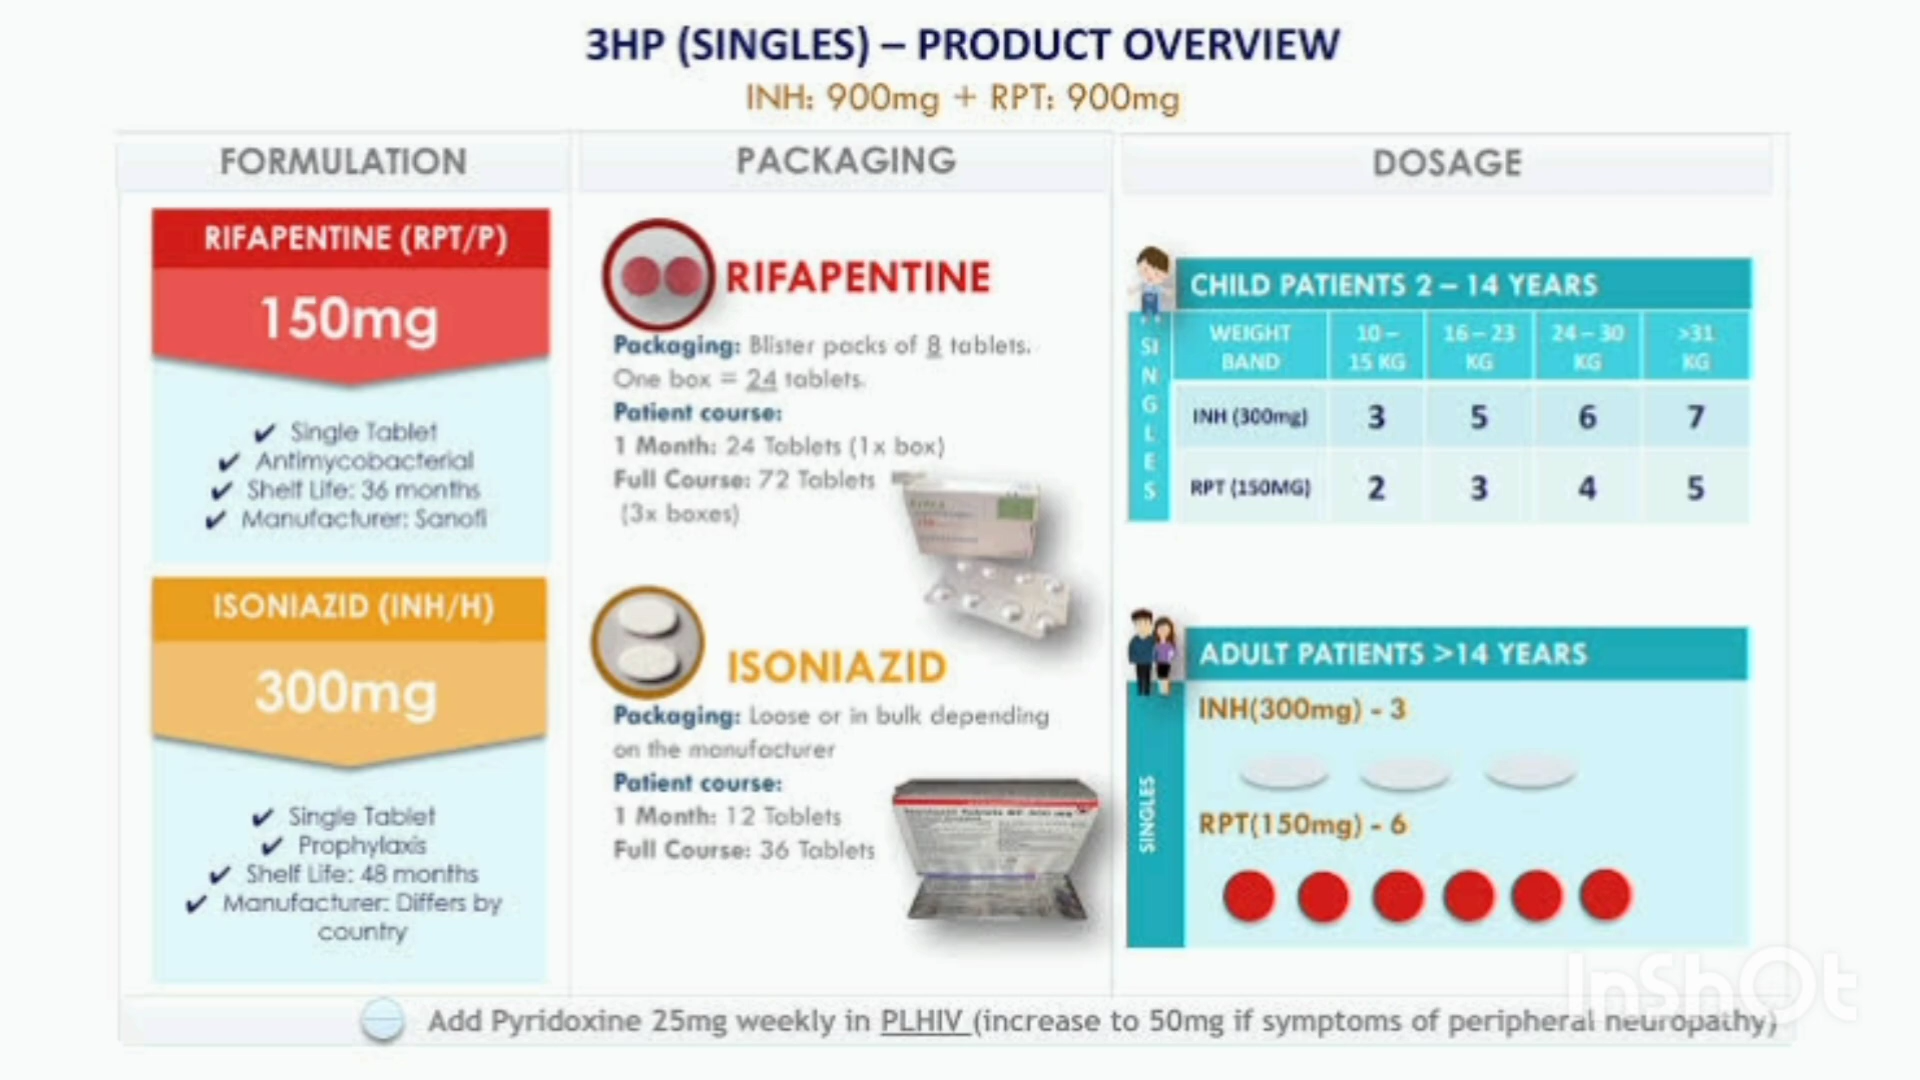 3HP (SINGLES) – PRODUCT OVERVIEW
INH: 900mg + RPT: 900mg
FORMULATION
RIFAPENTINE (RPT/P)
150mg
✔ Single Tablet
✔ Antimycobacterial
✔ Shelf Life: 36 months
✔ Manufacturer: Sanofi
ISONIAZID (INH/H)
300mg
✔ Single Tablet
✔ Prophylaxis
✔ Shelf Life: 48 months
✔ Manufacturer: Differs by
country
PACKAGING
RIFAPENTINE
Packaging: Blister packs of 8 tablets.
One box = 24 tablets.
Patient course:
1 Month: 24 Tablets (1x box)
Full Course: 72 Tablets
(3x boxes)
ISONIAZID
Packaging: Loose or in bulk depending
on the manufacturer
Patient course:
1 Month: 12 Tablets
Full Course: 36 Tablets
DOSAGE
CHILD PATIENTS 2 – 14 YEARS
SINGLES
WEIGHT BAND 10 – 15 KG 16 – 23 KG 24 – 30 KG >31 KG
INH (300mg) 3 5 6 7
RPT (150MG) 2 3 4 5
ADULT PATIENTS >14 YEARS
SINGLES
INH(300mg) - 3
RPT(150mg) - 6
Add Pyridoxine 25mg weekly in PLHIV (increase to 50mg if symptoms of peripheral neuropathy)
InShOt